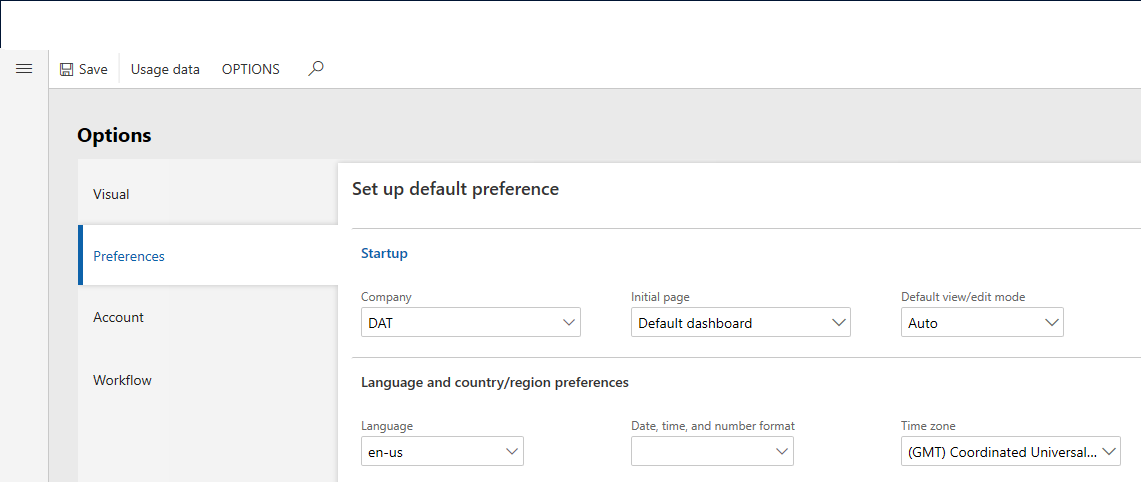 Save Usage data OPTIONS
Options
Visual
Preferences
Account
Workflow
Set up default preference
Startup
Company Initial page Default view/edit mode
DAT Default dashboard Auto
Language and country/region preferences
Language Date, time, and number format Time zone
en-us (GMT) Coordinated Universal...